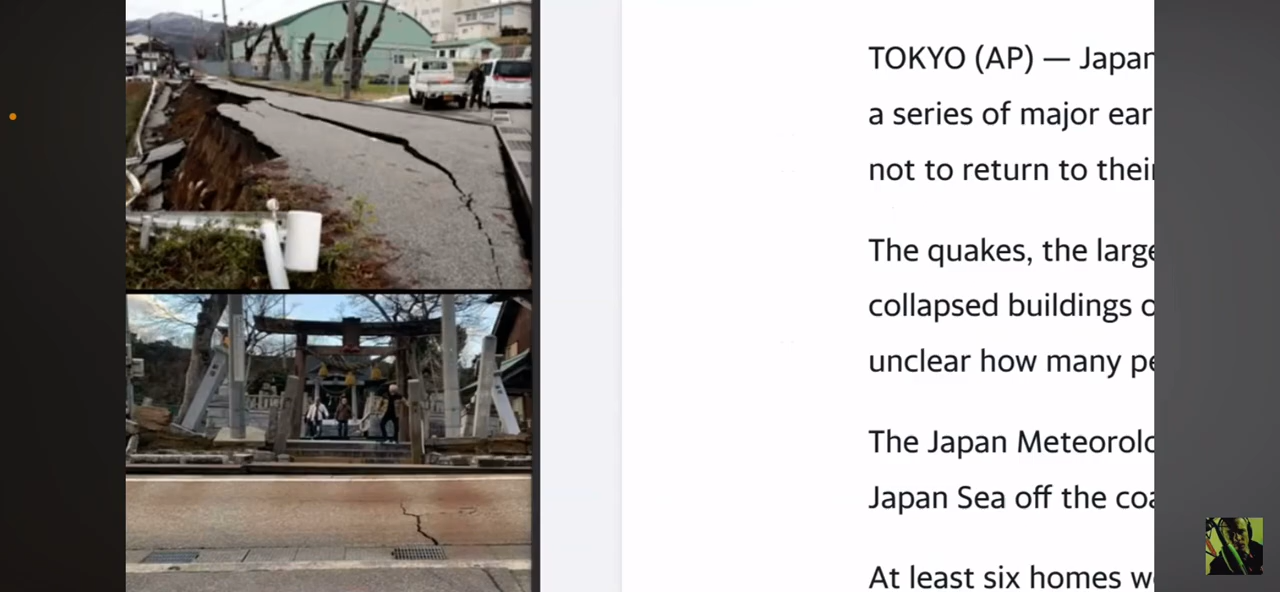 TOKYO (AP) — Japan
a series of major ear
not to return to thei
The quakes, the large
collapsed buildings o
unclear how many pe
The Japan Meteorolo
Japan Sea off the coa
At least six homes w